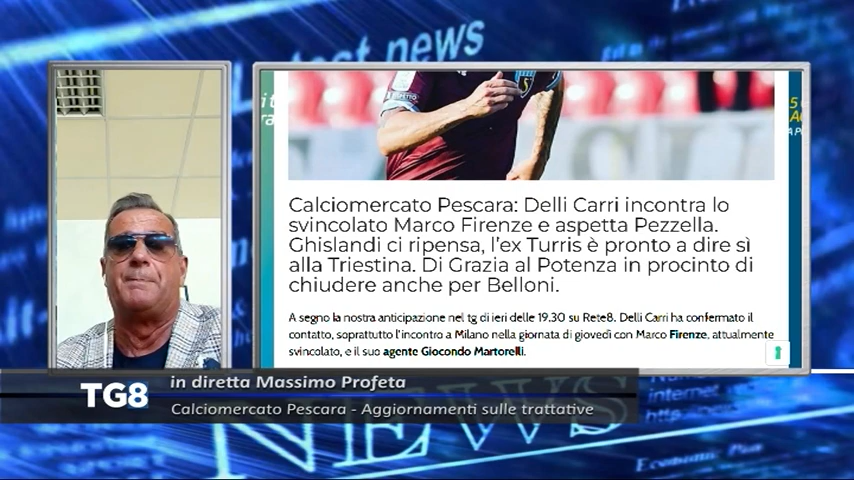 Latest news
Calciomercato Pescara: Delli Carri incontra lo
svincolato Marco Firenze e aspetta Pezzella.
Ghislandi ci ripensa, l'ex Turris è pronto a dire sì
alla Triestina. Di Grazia al Potenza in procinto di
chiudere anche per Belloni.
A segno la nostra anticipazione nel tg di ieri delle 19.30 su Rete8. Delli Carri ha confermato il
contatto, soprattutto l'incontro a Milano nella giornata di giovedì con Marco Firenze, attualmente
svincolato, e il suo agente Giocondo Martorelli.
TG8
in diretta Massimo Profeta
Calciomercato Pescara - Aggiornamenti sulle trattative
NEWS
internet
http
Economic